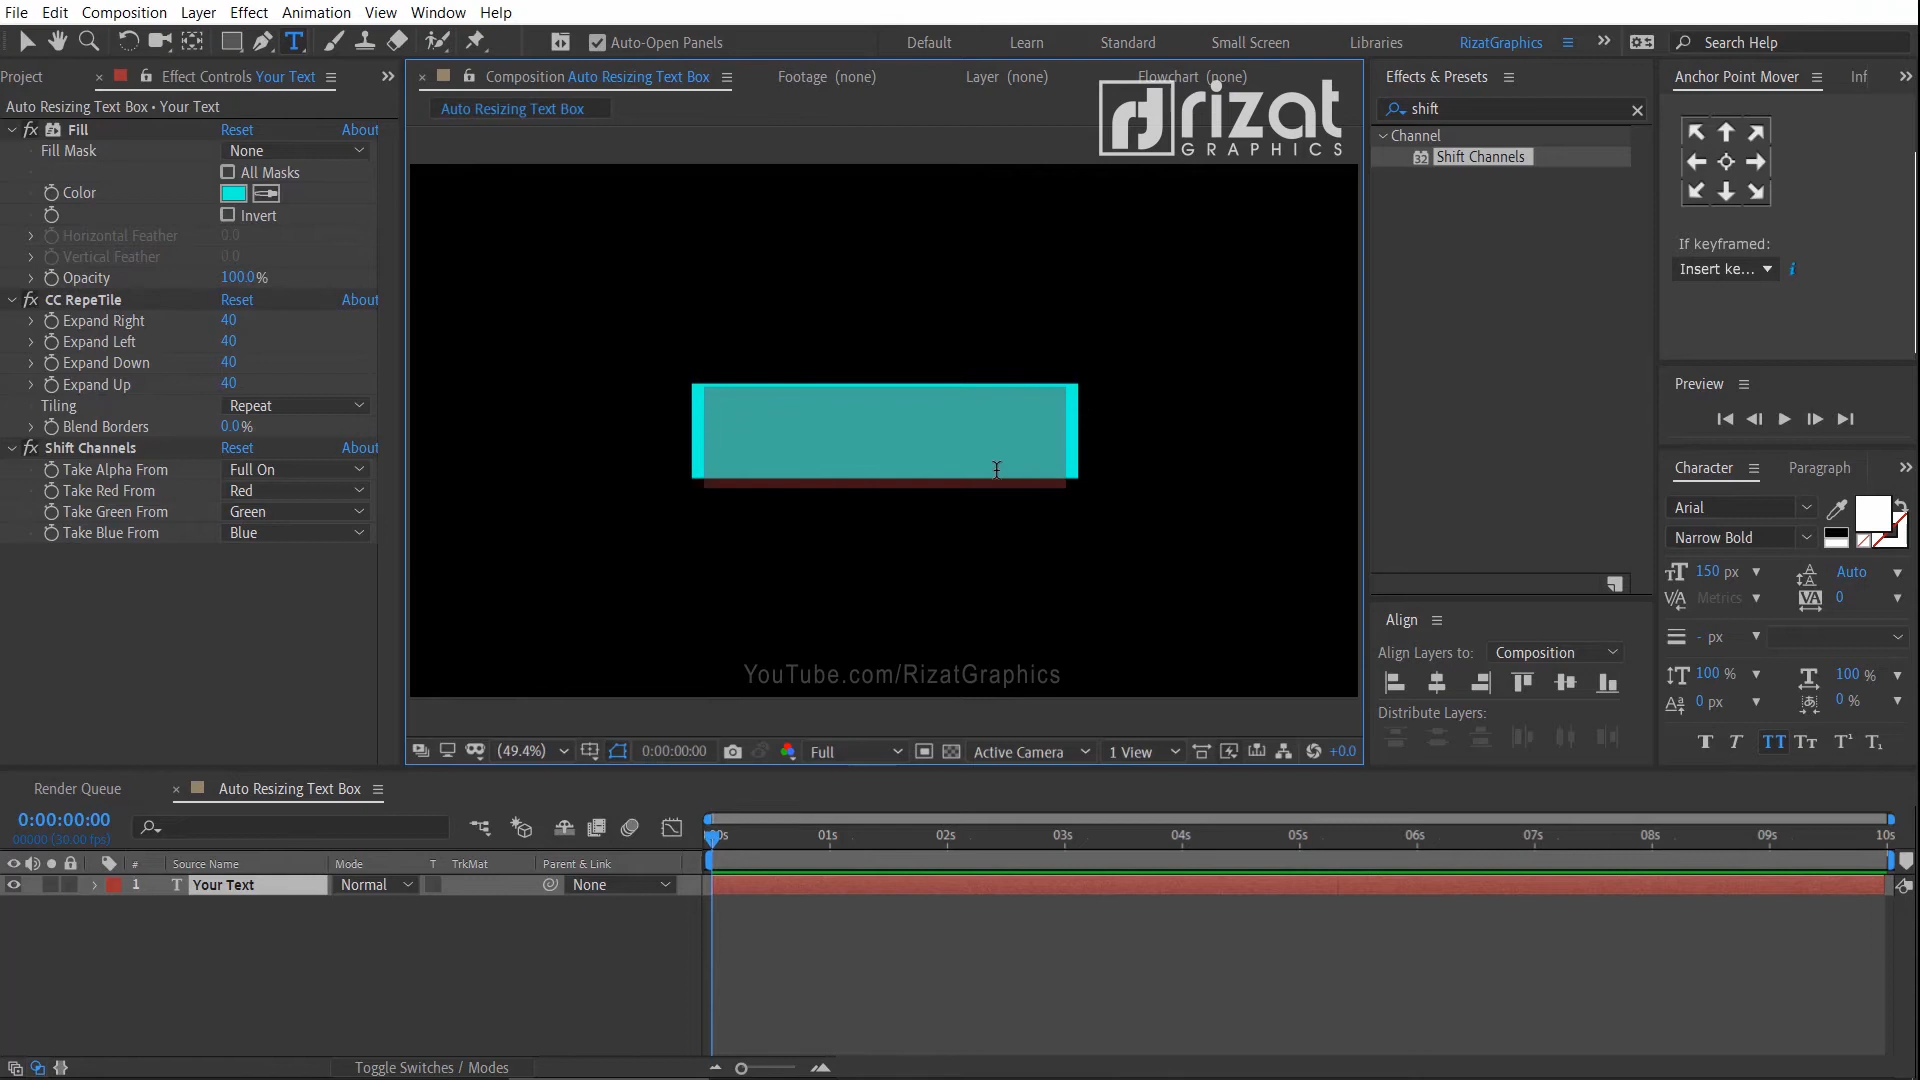 File Edit Composition Layer Effect Animation View Window Help
Auto-Open Panels
Default Learn Standard Small Screen Libraries RizatGraphics
Search Help
Project
Effect Controls Your Text
Auto Resizing Text Box • Your Text
fx Fill Reset About
Fill Mask None
All Masks
Color
Invert
Horizontal Feather 0.0
Vertical Feather 0.0
Opacity 100.0%
fx CC RepeTile Reset About
Expand Right 40
Expand Left 40
Expand Down 40
Expand Up 40
Tiling Repeat
Blend Borders 0.0%
fx Shift Channels Reset About
Take Alpha From Full On
Take Red From Red
Take Green From Green
Take Blue From Blue
Composition Auto Resizing Text Box
Footage (none)
Layer (none)
Flowchart (none)
Auto Resizing Text Box
rizat
GRAPHICS
YouTube.com/RizatGraphics
(49.4%) 0:00:00:00 Full Active Camera 1 View +0.0
Effects & Presets
shift
Channel
32 Shift Channels
Align
Align Layers to: Composition
Distribute Layers:
Anchor Point Mover
Inf
If keyframed:
Insert ke...
Preview
Character Paragraph
Arial
Narrow Bold
150 px Auto
Metrics 0
- px
100 % 100 %
0 px 0 %
Render Queue
Auto Resizing Text Box
0:00:00:00
00000 (30.00 fps)
# Source Name Mode T TrkMat Parent & Link
1 T Your Text Normal None
00s 01s 02s 03s 04s 05s 06s 07s 08s 09s 10s
Toggle Switches / Modes